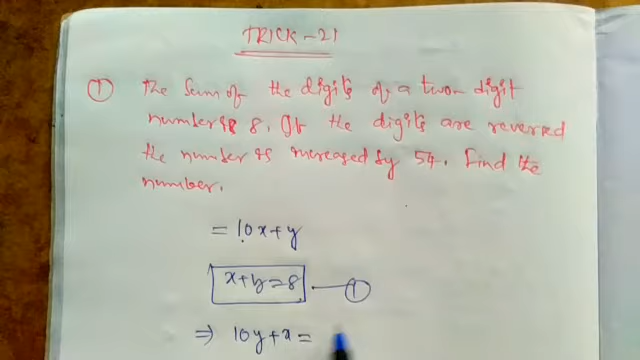 TRICK-21
① The sum of the digits of a two-digit
number is 8. If the digits are reversed
the number is increased by 54. Find the
number.
= 10x+y
x+y=8 — ①
⇒ 10y+x=